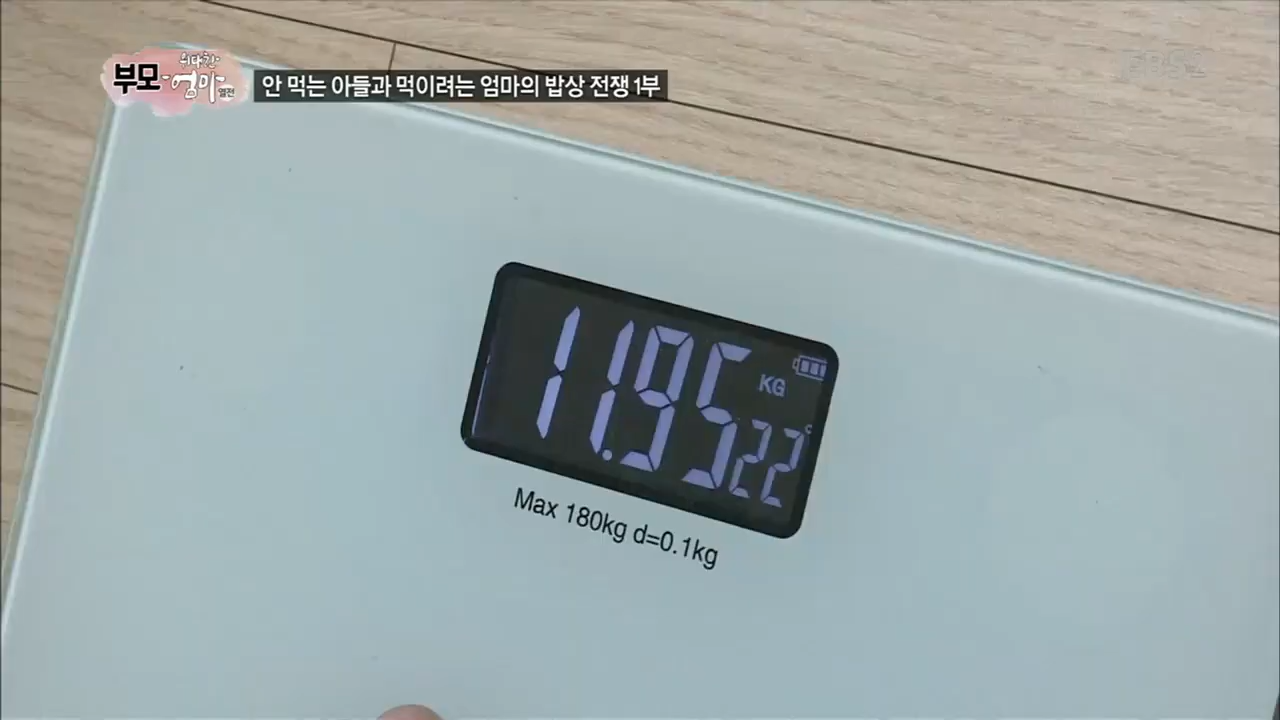 부모 위대한 엄마 열전
안 먹는 아들과 먹이려는 엄마의 밥상 전쟁 1부
EBS2
11.95 KG
22 °C
Max 180kg d=0.1kg